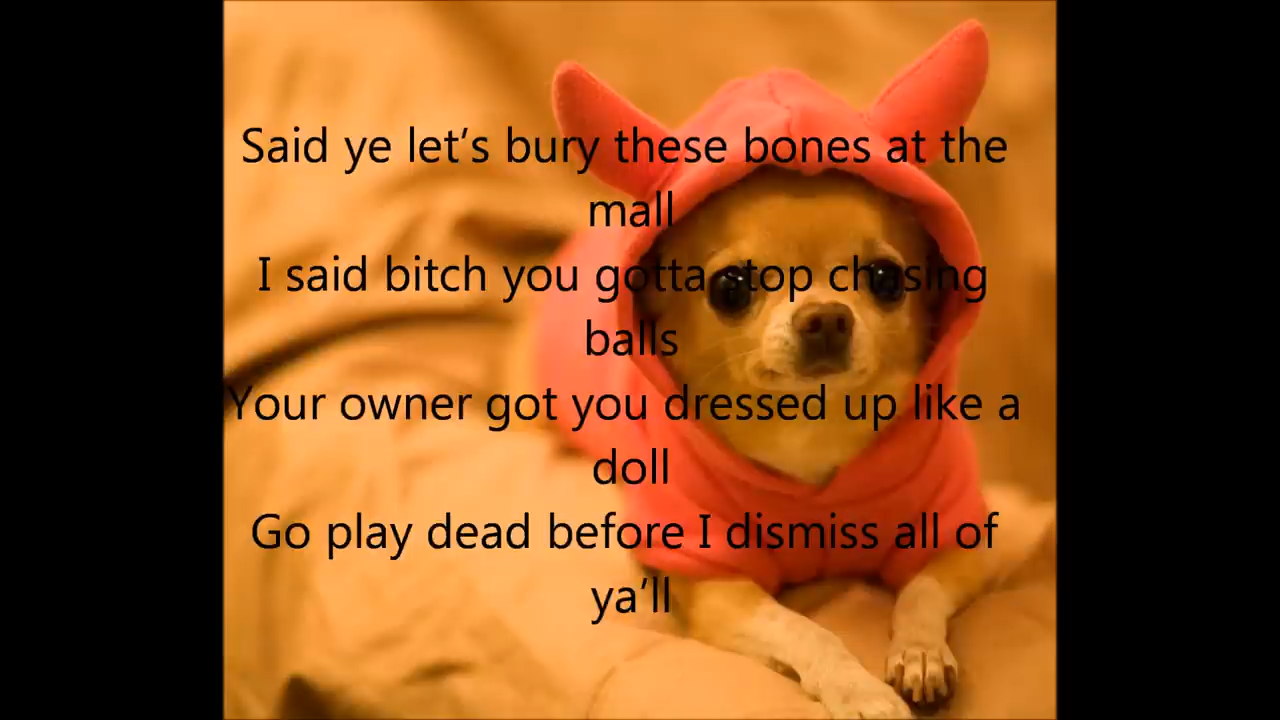 Said ye let’s bury these bones at the
mall
I said bitch you gotta stop chasing
balls
Your owner got you dressed up like a
doll
Go play dead before I dismiss all of
ya’ll